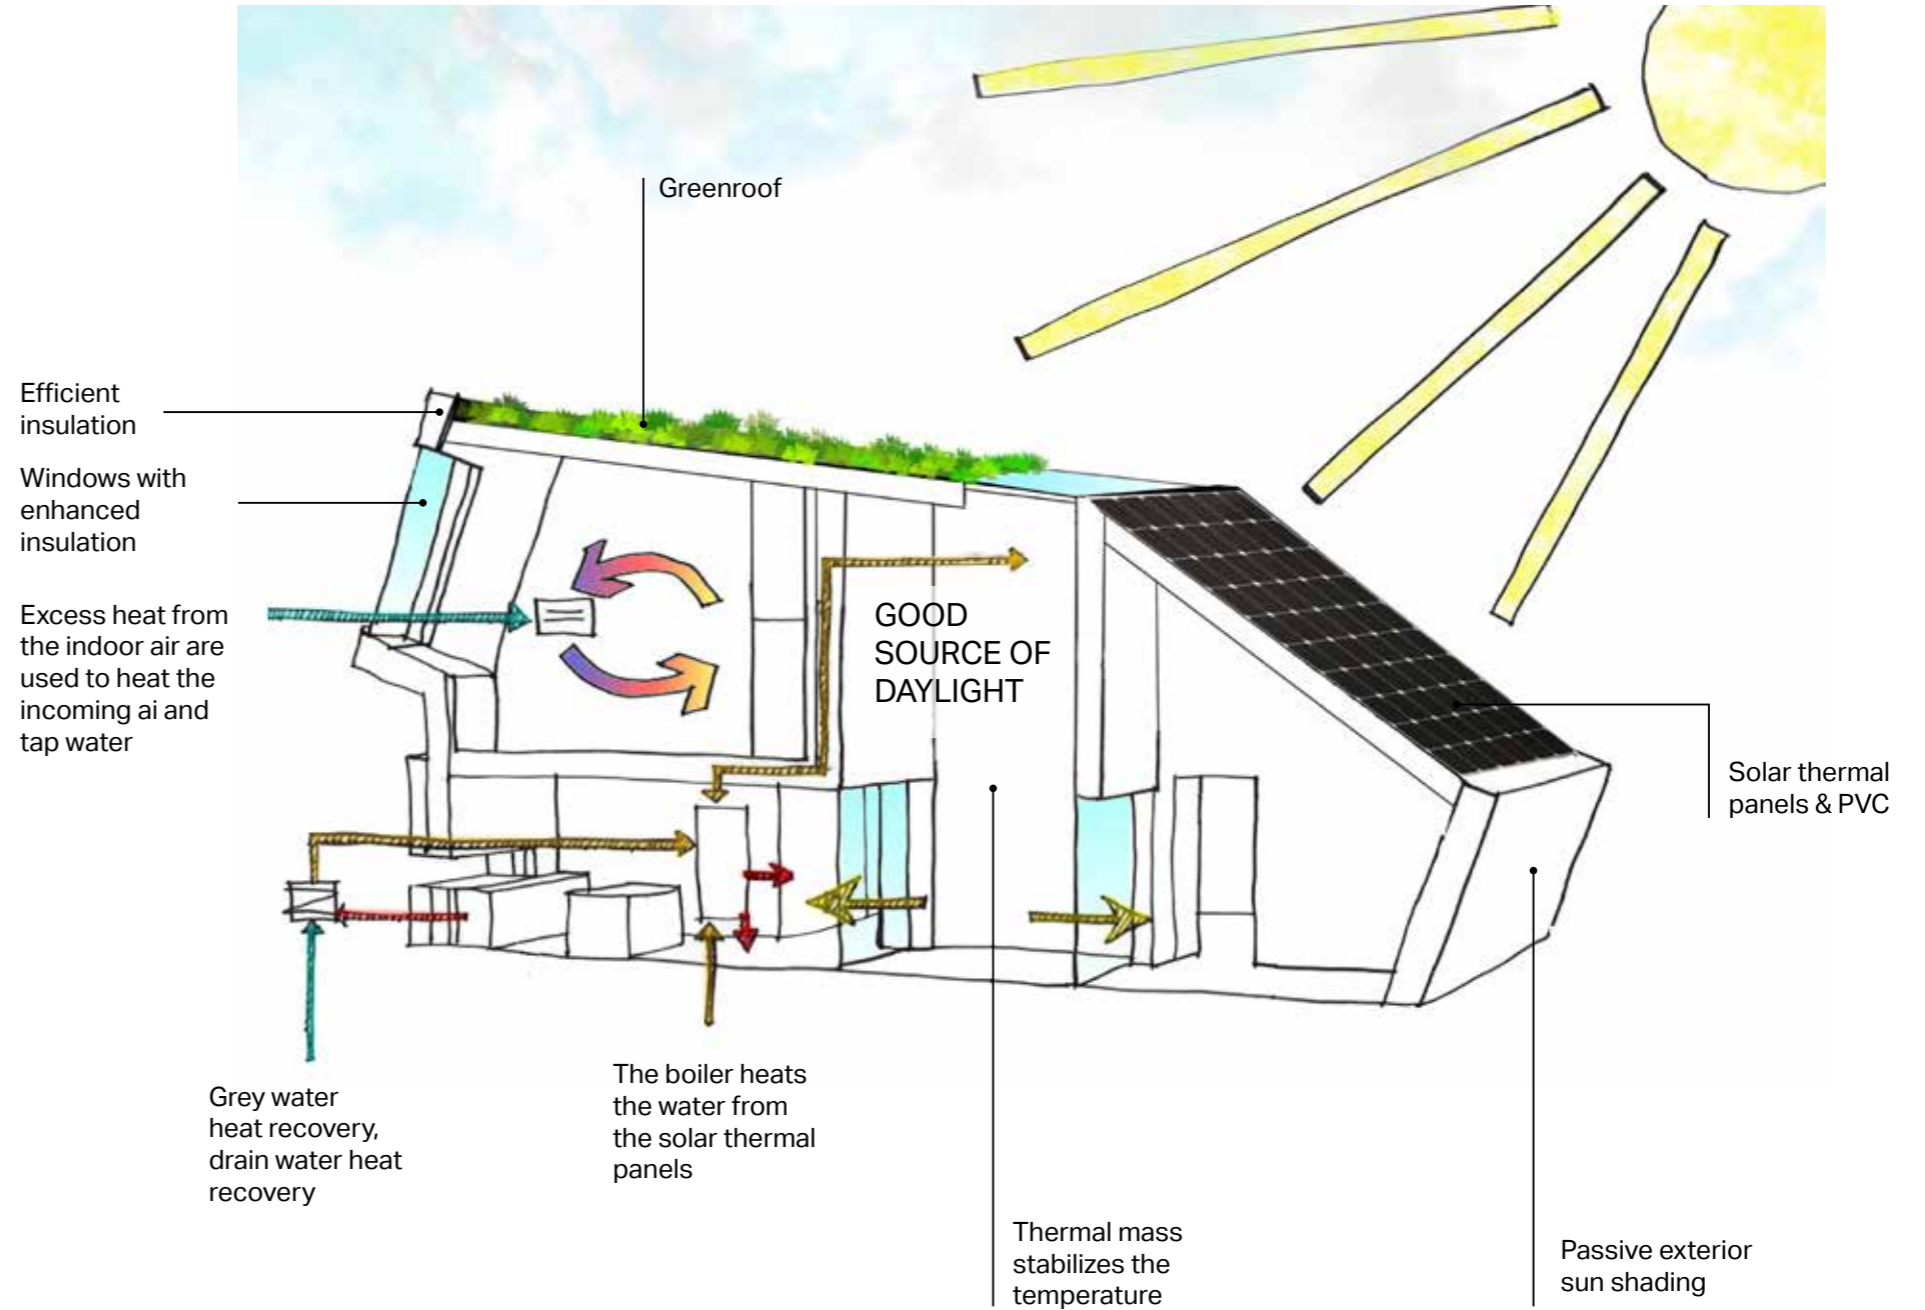 Greenroof
Efficient
insulation
Windows with
enhanced
insulation
Excess heat from
the indoor air are
used to heat the
incoming ai and
tap water
GOOD
SOURCE OF
DAYLIGHT
Solar thermal
panels & PVC
Grey water
heat recovery,
drain water heat
recovery
The boiler heats
the water from
the solar thermal
panels
Thermal mass
stabilizes the
temperature
Passive exterior
sun shading